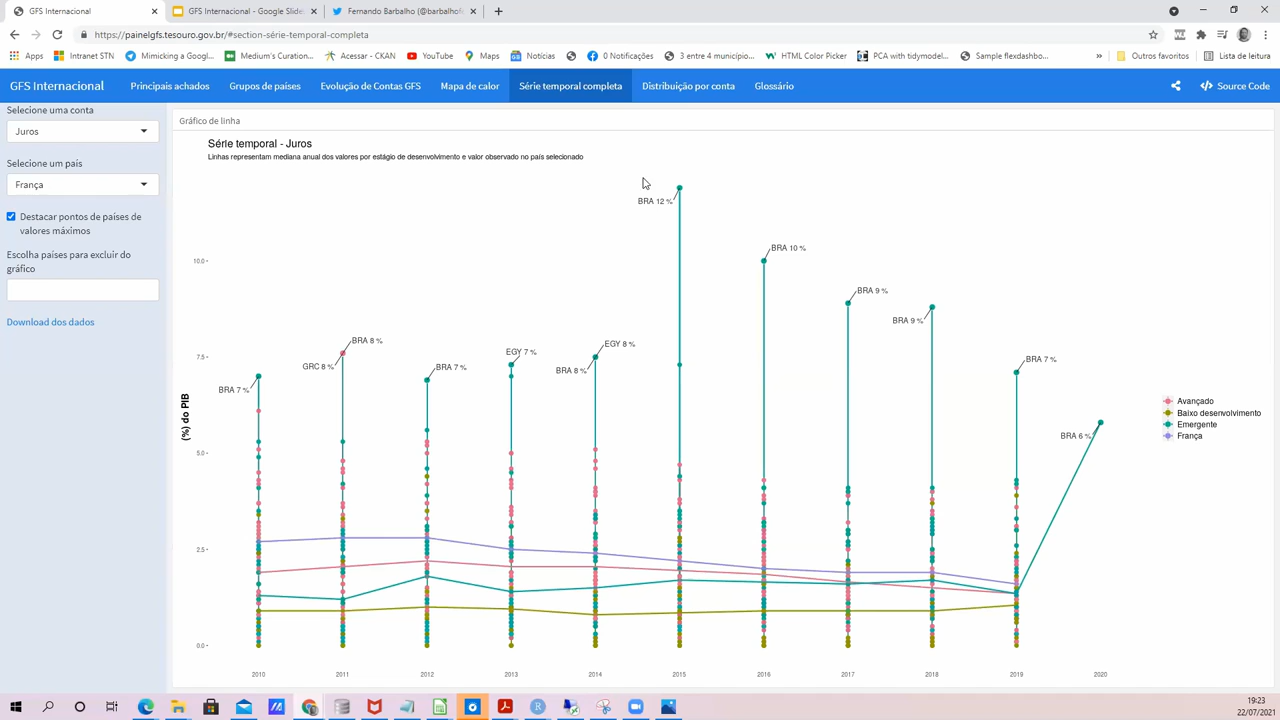 GFS Internacional
GFS Internacional - Google Slides
Fernando Barbalho (@barbalhofe
https://painelgfs.tesouro.gov.br/#section-série-temporal-completa
Apps
Intranet STN
Mimicking a Googl...
Medium's Curation...
Acessar - CKAN
YouTube
Maps
Notícias
0 Notificações
3 entre 4 município...
HTML Color Picker
PCA with tidymodel...
Sample flexdashbo...
»
Outros favoritos
Lista de leitura
GFS Internacional
Principais achados
Grupos de países
Evolução de Contas GFS
Mapa de calor
Série temporal completa
Distribuição por conta
Glossário
Source Code
Selecione uma conta
Juros
Selecione um país
França
Destacar pontos de países de
valores máximos
Escolha países para excluir do
gráfico
Download dos dados
Gráfico de linha
Série temporal - Juros
Linhas representam mediana anual dos valores por estágio de desenvolvimento e valor observado no país selecionado
BRA 12 %
BRA 10 %
10.0
BRA 9 %
BRA 9 %
BRA 8 %
EGY 8 %
EGY 7 %
7.5
BRA 7 %
GRC 8 %
BRA 7 %
BRA 8 %
BRA 7 %
(%) do PIB
Avançado
Baixo desenvolvimento
Emergente
França
BRA 6 %
5.0
2.5
0.0
2010
2011
2012
2013
2014
2015
2016
2017
2018
2019
2020
19:23
22/07/2021